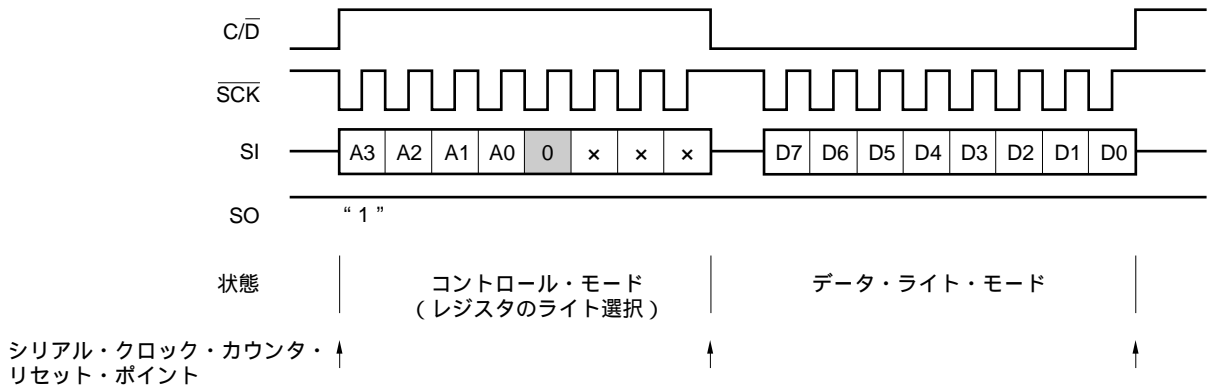 C/D
SCK
SI A3 A2 A1 A0 0 × × × D7 D6 D5 D4 D3 D2 D1 D0
SO “ 1 ”
状態 コントロール・モード データ・ライト・モード
(レジスタのライト選択)
シリアル・クロック・カウンタ・
リセット・ポイント